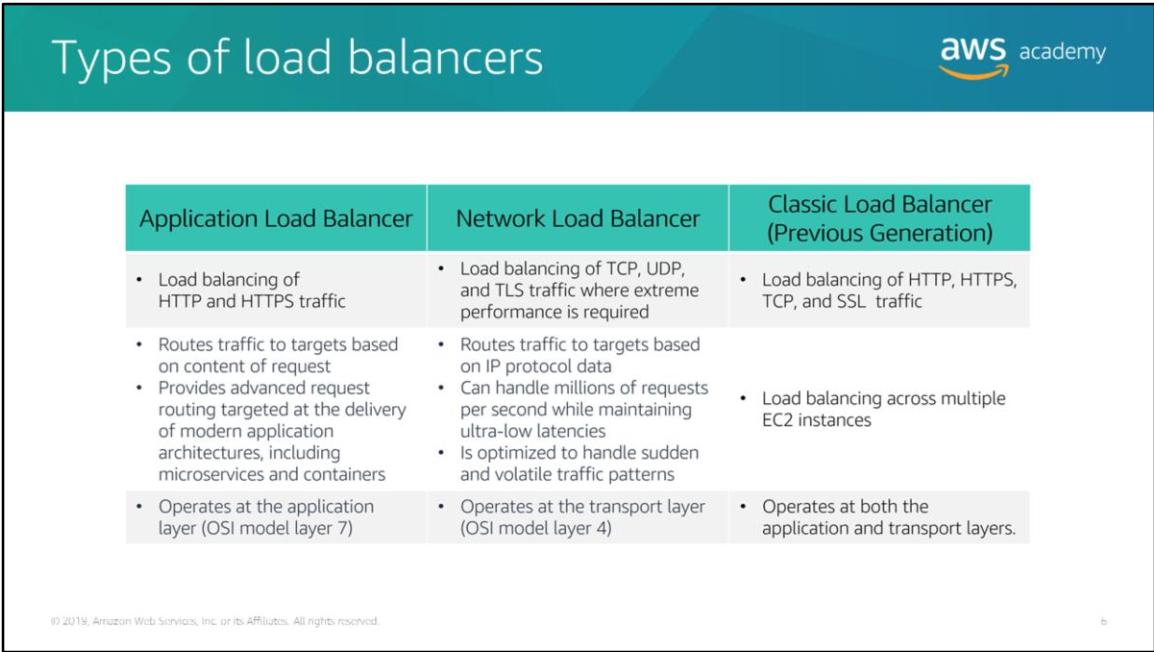 Types of load balancers
aws academy
Application Load Balancer
Network Load Balancer
Classic Load Balancer
(Previous Generation)
• Load balancing of
HTTP and HTTPS traffic
• Load balancing of TCP, UDP,
and TLS traffic where extreme
performance is required
• Load balancing of HTTP, HTTPS,
TCP, and SSL traffic
• Routes traffic to targets based
on content of request
• Provides advanced request
routing targeted at the delivery
of modern application
architectures, including
microservices and containers
• Routes traffic to targets based
on IP protocol data
• Can handle millions of requests
per second while maintaining
ultra-low latencies
• Is optimized to handle sudden
and volatile traffic patterns
• Load balancing across multiple
EC2 instances
• Operates at the application
layer (OSI model layer 7)
• Operates at the transport layer
(OSI model layer 4)
• Operates at both the
application and transport layers.
© 2019, Amazon Web Services, Inc. or its Affiliates. All rights reserved.
6